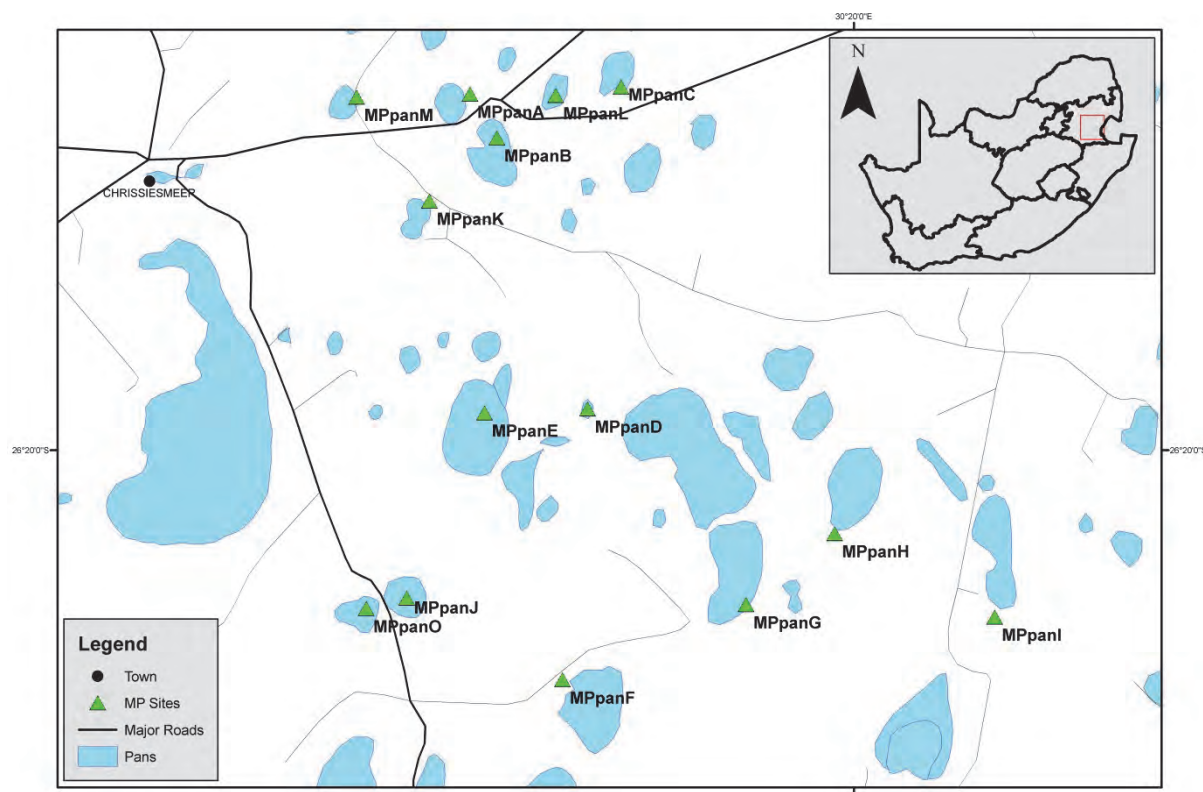 30°20'0"E
N
MPpanC
MPpanM
MPpanA
MPpanL
MPpanB
CHRISSIESMEER
MPpanK
MPpanE
MPpanD
26°20'0"S
26°20'0"S
MPpanH
MPpanJ
MPpanO
MPpanG
MPpanI
MPpanF
Legend
Town
MP Sites
Major Roads
Pans